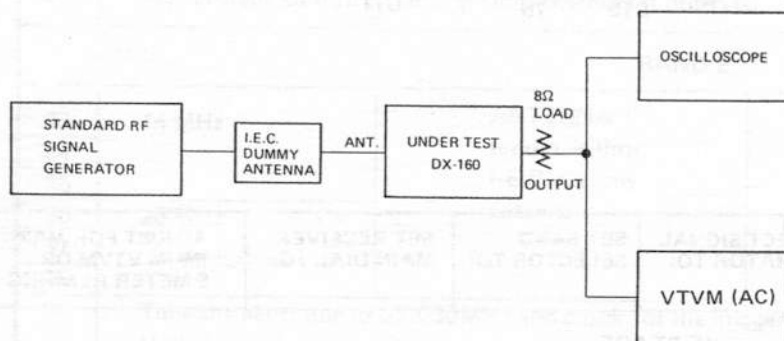 STANDARD RF
SIGNAL
GENERATOR
I.E.C.
DUMMY
ANTENNA
ANT.
UNDER TEST
DX-160
8Ω
LOAD
OUTPUT
OSCILLOSCOPE
VTVM (AC)